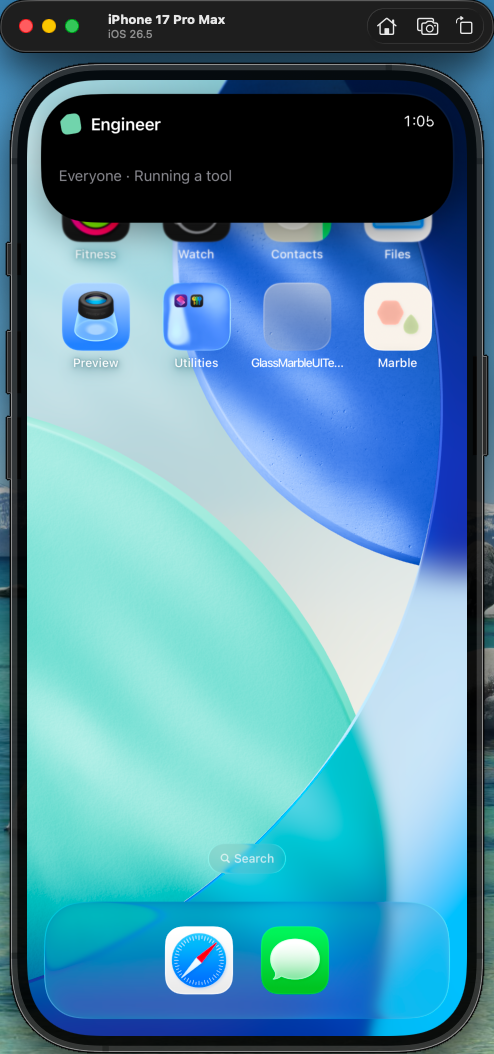 iPhone 17 Pro Max
iOS 26.5
Engineer
1:05
Everyone · Running a tool
Fitness
Watch
Contacts
Files
Preview
Utilities
GlassMarbleUITe...
Marble
Search